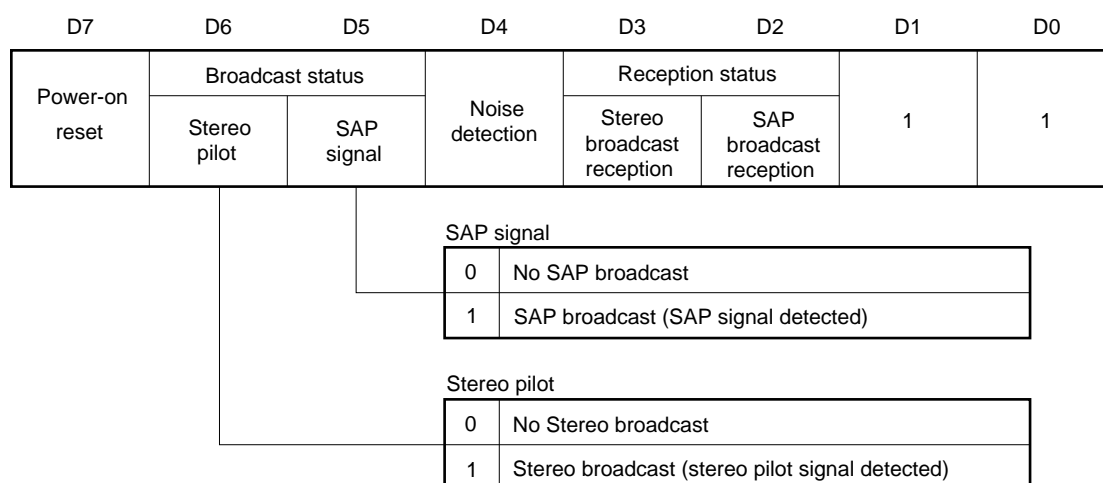 D7 D6 D5 D4 D3 D2 D1 D0
Power-on
reset
Broadcast status
Stereo
pilot
SAP
signal
Noise
detection
Reception status
Stereo
broadcast
reception
SAP
broadcast
reception
1
1
SAP signal
0 No SAP broadcast
1 SAP broadcast (SAP signal detected)
Stereo pilot
0 No Stereo broadcast
1 Stereo broadcast (stereo pilot signal detected)